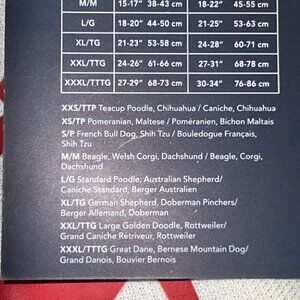 M/M 15-17" 38-43 cm 18-22" 45-55 cm
L/G 18-20" 44-50 cm 21-25" 53-63 cm
XL/TG 21-23" 53-58 cm 24-28" 60-71 cm
XXL/TTG 24-26" 61-66 cm 27-31" 68-78 cm
XXXL/TTTG 27-29" 68-73 cm 30-34" 76-86 cm
XXS/TTP Teacup Poodle, Chihuahua / Caniche, Chihuahua
XS/TP Pomeranian, Maltese / Poméranien, Bichon Maltais
S/P French Bull Dog, Shih Tzu / Bouledogue Français,
Shih Tzu
M/M Beagle, Welsh Corgi, Dachshund / Beagle, Corgi,
Dachshund
L/G Standard Poodle, Australian Shepherd/
Caniche Standard, Berger Australien
XL/TG German Shepherd, Doberman Pinchers/
Berger Allemand, Doberman
XXL/TTG Large Golden Doodle, Rottweiler/
Grand Caniche Rétriveur, Rottweiler
XXXL/TTTG Great Dane, Bernese Mountain Dog/
Grand Danois, Bouvier Bernois